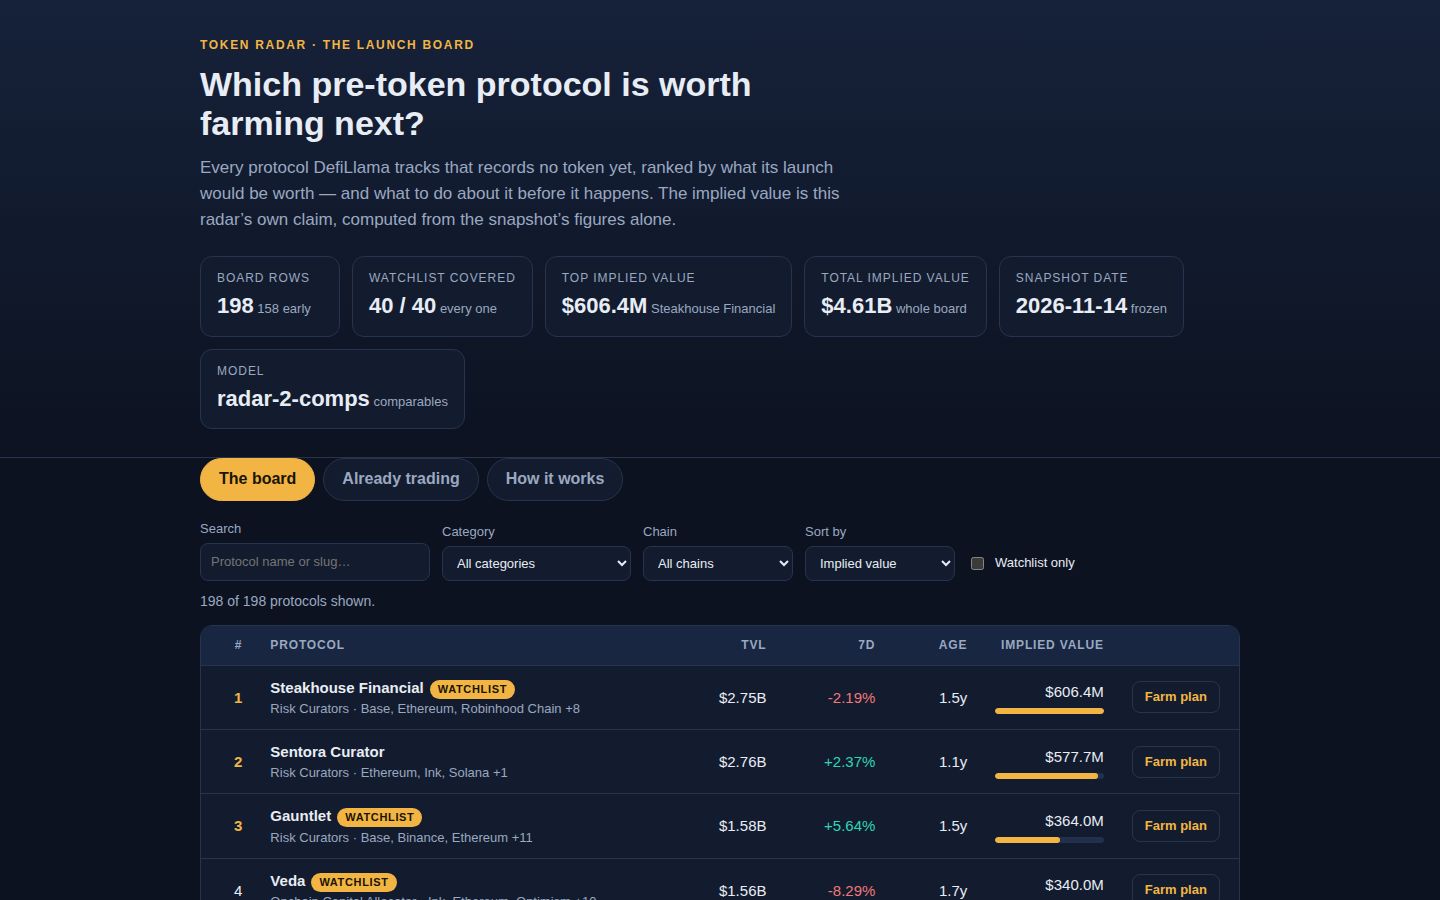 TOKEN RADAR · THE LAUNCH BOARD
Which pre-token protocol is worth
farming next?
Every protocol DefiLlama tracks that records no token yet, ranked by what its launch
would be worth — and what to do about it before it happens. The implied value is this
radar’s own claim, computed from the snapshot’s figures alone.
BOARD ROWS
198 158 early
WATCHLIST COVERED
40 / 40 every one
TOP IMPLIED VALUE
$606.4M Steakhouse Financial
TOTAL IMPLIED VALUE
$4.61B whole board
SNAPSHOT DATE
2026-11-14 frozen
MODEL
radar-2-comps comparables
The board
Already trading
How it works
Search
Protocol name or slug…
Category
All categories
Chain
All chains
Sort by
Implied value
Watchlist only
198 of 198 protocols shown.
# PROTOCOL TVL 7D AGE IMPLIED VALUE
1 Steakhouse Financial WATCHLIST $2.75B -2.19% 1.5y $606.4M Farm plan
Risk Curators · Base, Ethereum, Robinhood Chain +8
2 Sentora Curator $2.76B +2.37% 1.1y $577.7M Farm plan
Risk Curators · Ethereum, Ink, Solana +1
3 Gauntlet WATCHLIST $1.58B +5.64% 1.5y $364.0M Farm plan
Risk Curators · Base, Binance, Ethereum +11
4 Veda WATCHLIST $1.56B -8.29% 1.7y $340.0M Farm plan